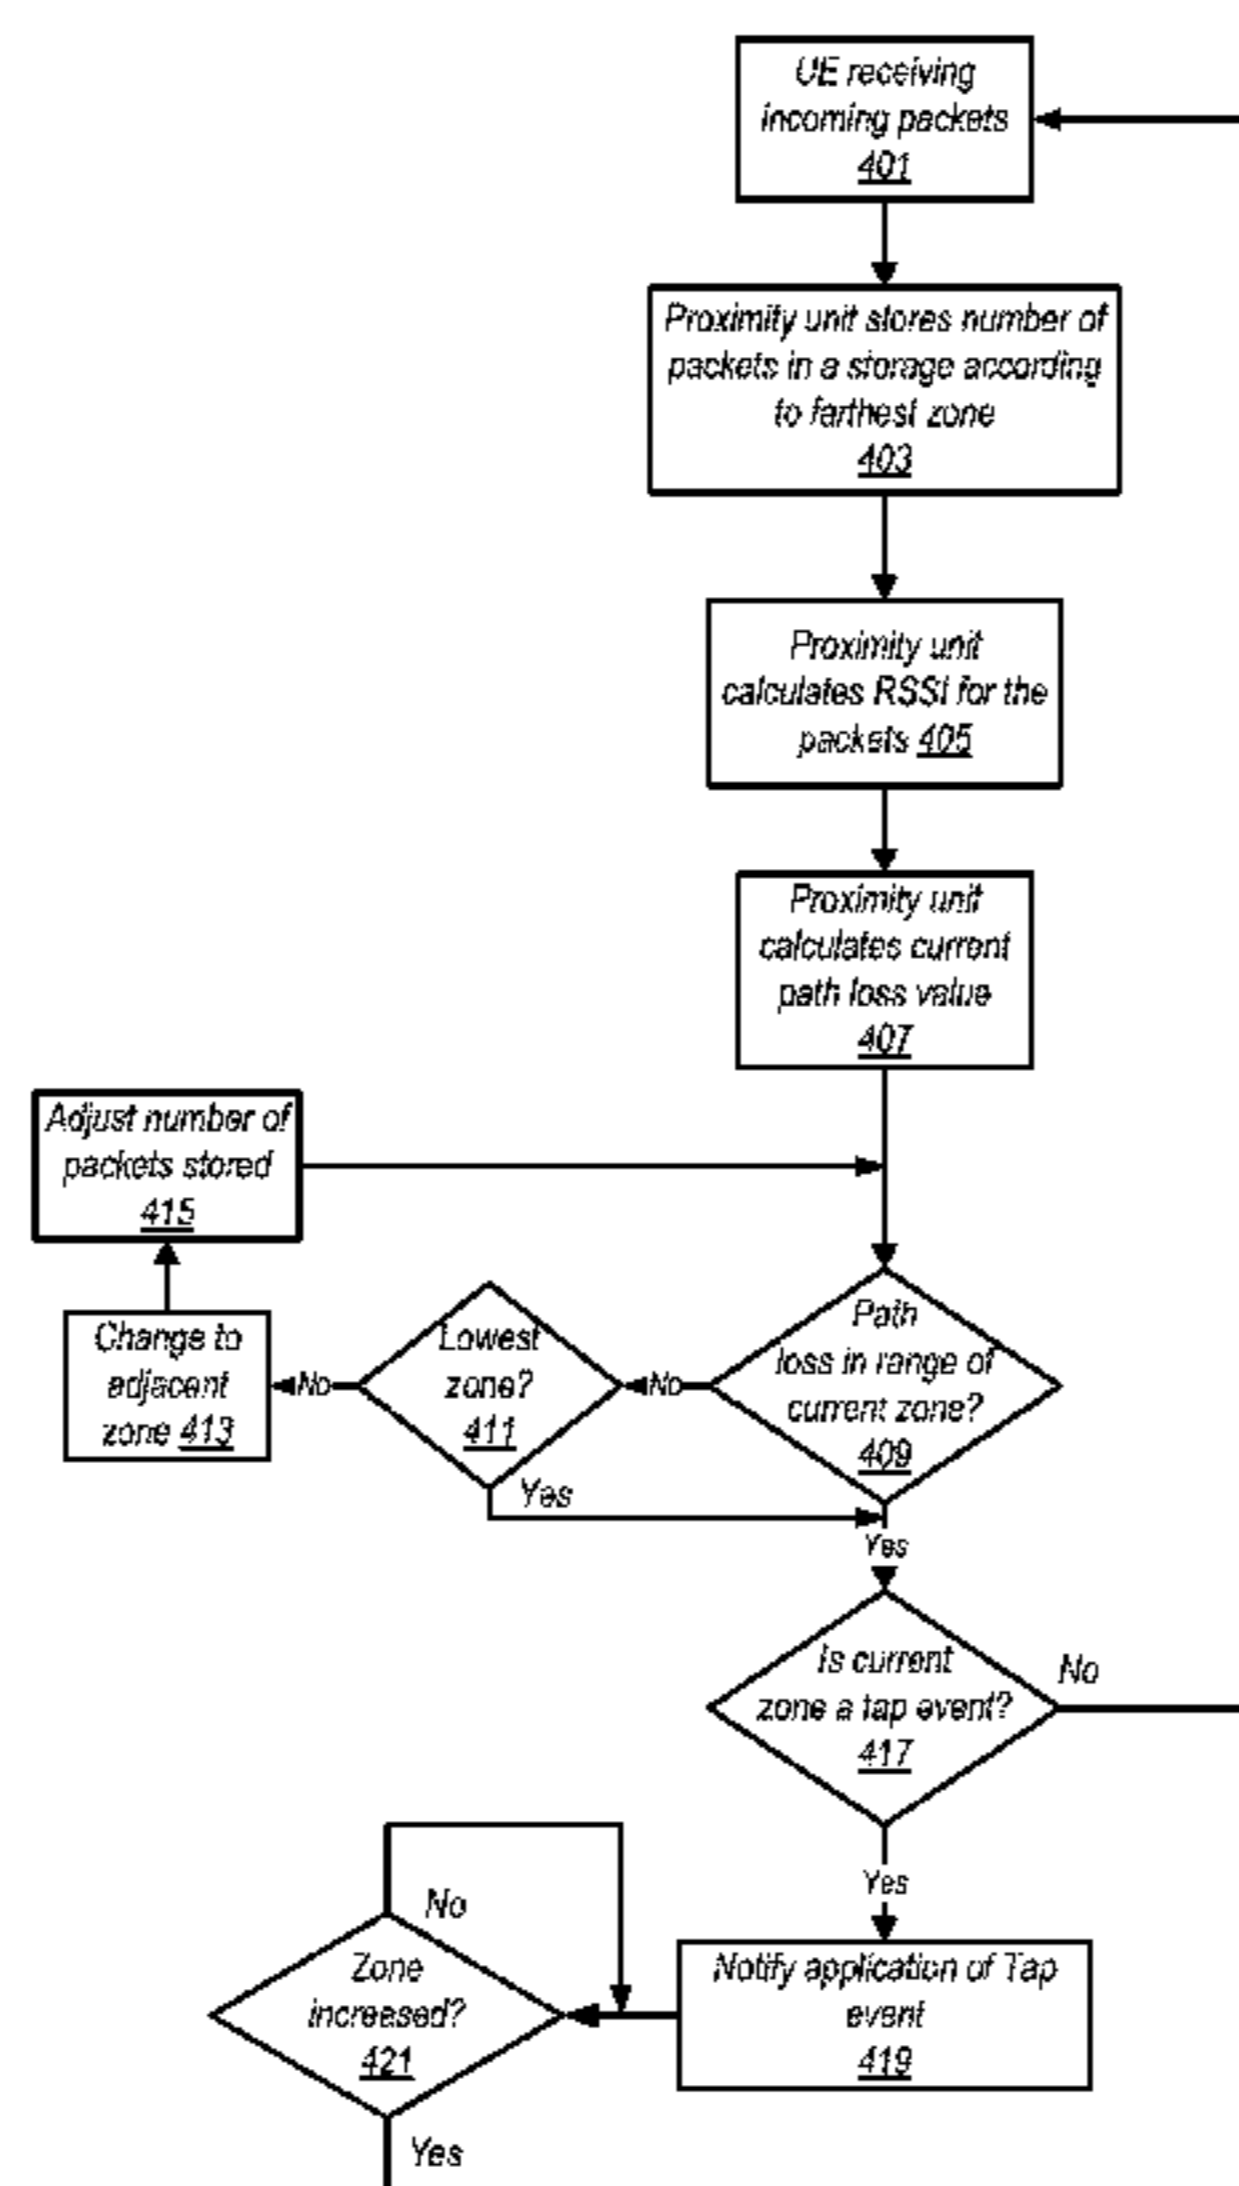 UE receiving
incoming packets
401
Proximity unit stores number of
packets in a storage according
to farthest zone
403
Proximity unit
calculates RSSI for the
packets 405
Proximity unit
calculates current
path loss value
407
Adjust number of
packets stored
415
Path
loss in range of
current zone?
409
No
Lowest
zone?
411
No
Change to
adjacent
zone 413
Yes
Yes
Is current
zone a tap event?
417
No
Yes
Notify application of Tap
event
419
No
Zone
increased?
421
Yes